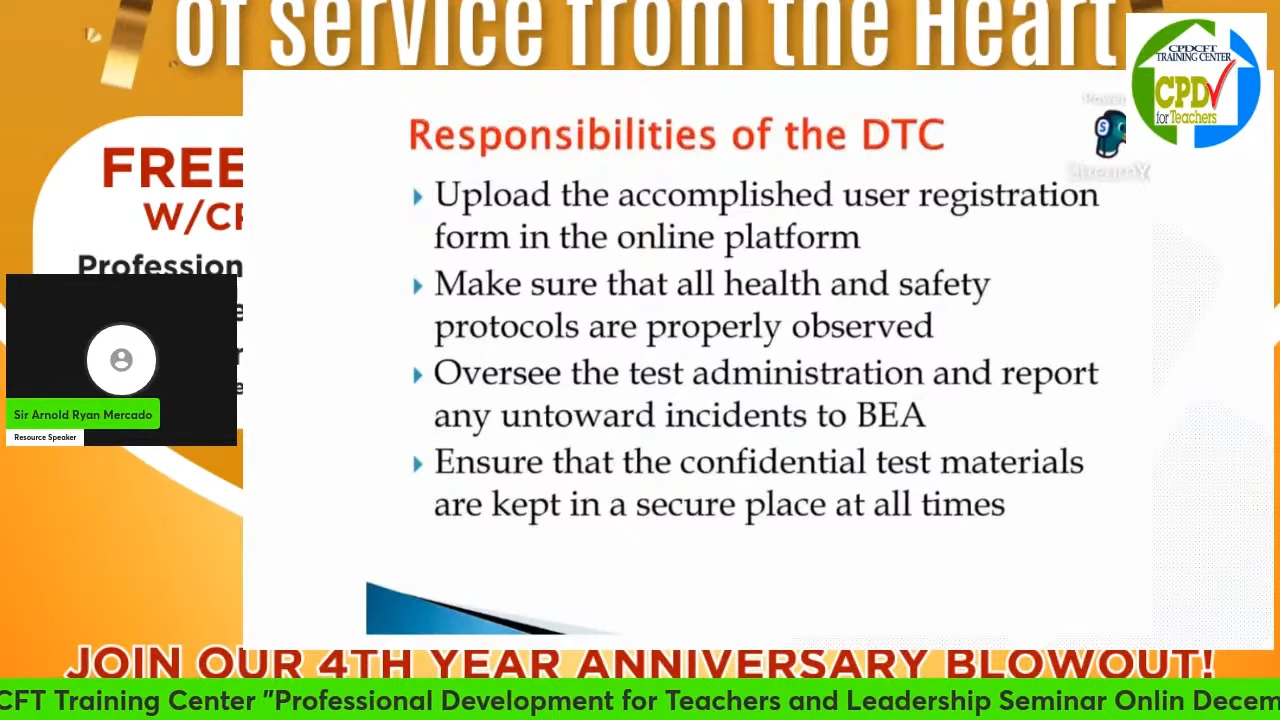 of service from the Heart
CPDCFT
TRAINING CENTER
CPD
for Teachers
FREE
W/CP
Profession
Responsibilities of the DTC
Upload the accomplished user registration
form in the online platform
Make sure that all health and safety
protocols are properly observed
Oversee the test administration and report
any untoward incidents to BEA
Ensure that the confidential test materials
are kept in a secure place at all times
Sir Arnold Ryan Mercado
Resource Speaker
JOIN OUR 4TH YEAR ANNIVERSARY BLOWOUT!
CFT Training Center "Professional Development for Teachers and Leadership Seminar Onlin Decem